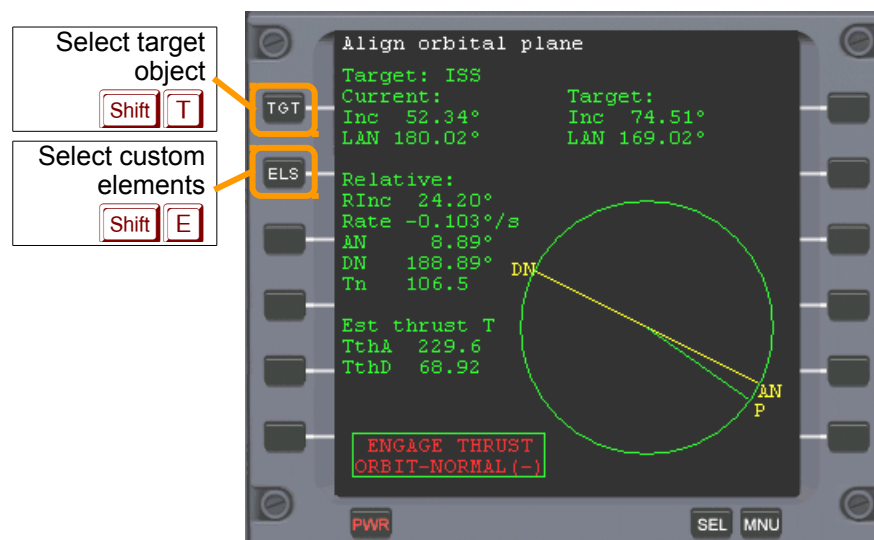 Select target
object
Shift T
Select custom
elements
Shift E
TGT
ELS
Align orbital plane
Target: ISS
Current: Target:
Inc 52.34° Inc 74.51°
LAN 180.02° LAN 169.02°
Relative:
RInc 24.20°
Rate -0.103°/s
AN 8.89°
DN 188.89°
Tn 106.5
DN
Est thrust T
TthA 229.6
TthD 68.92
AN
P
ENGAGE THRUST
ORBIT-NORMAL(-)
PWR SEL MNU